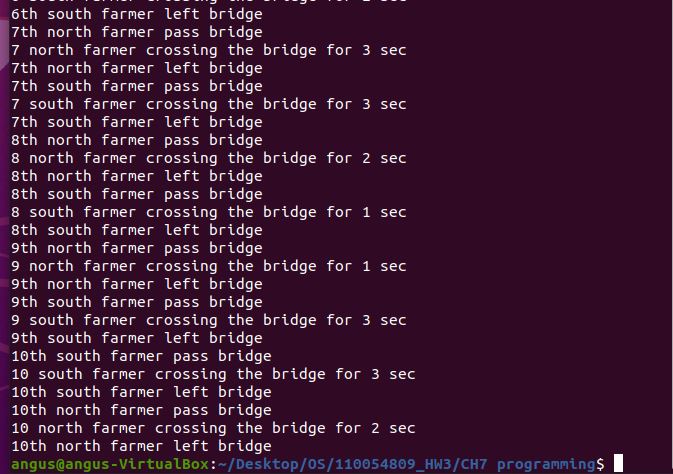 6th south farmer left bridge
7th north farmer pass bridge
7 north farmer crossing the bridge for 3 sec
7th north farmer left bridge
7th south farmer pass bridge
7 south farmer crossing the bridge for 3 sec
7th south farmer left bridge
8th north farmer pass bridge
8 north farmer crossing the bridge for 2 sec
8th north farmer left bridge
8th south farmer pass bridge
8 south farmer crossing the bridge for 1 sec
8th south farmer left bridge
9th north farmer pass bridge
9 north farmer crossing the bridge for 1 sec
9th north farmer left bridge
9th south farmer pass bridge
9 south farmer crossing the bridge for 3 sec
9th south farmer left bridge
10th south farmer pass bridge
10 south farmer crossing the bridge for 3 sec
10th south farmer left bridge
10th north farmer pass bridge
10 north farmer crossing the bridge for 2 sec
10th north farmer left bridge
angus@angus-VirtualBox:~/Desktop/OS/110054809_HW3/CH7 programming$